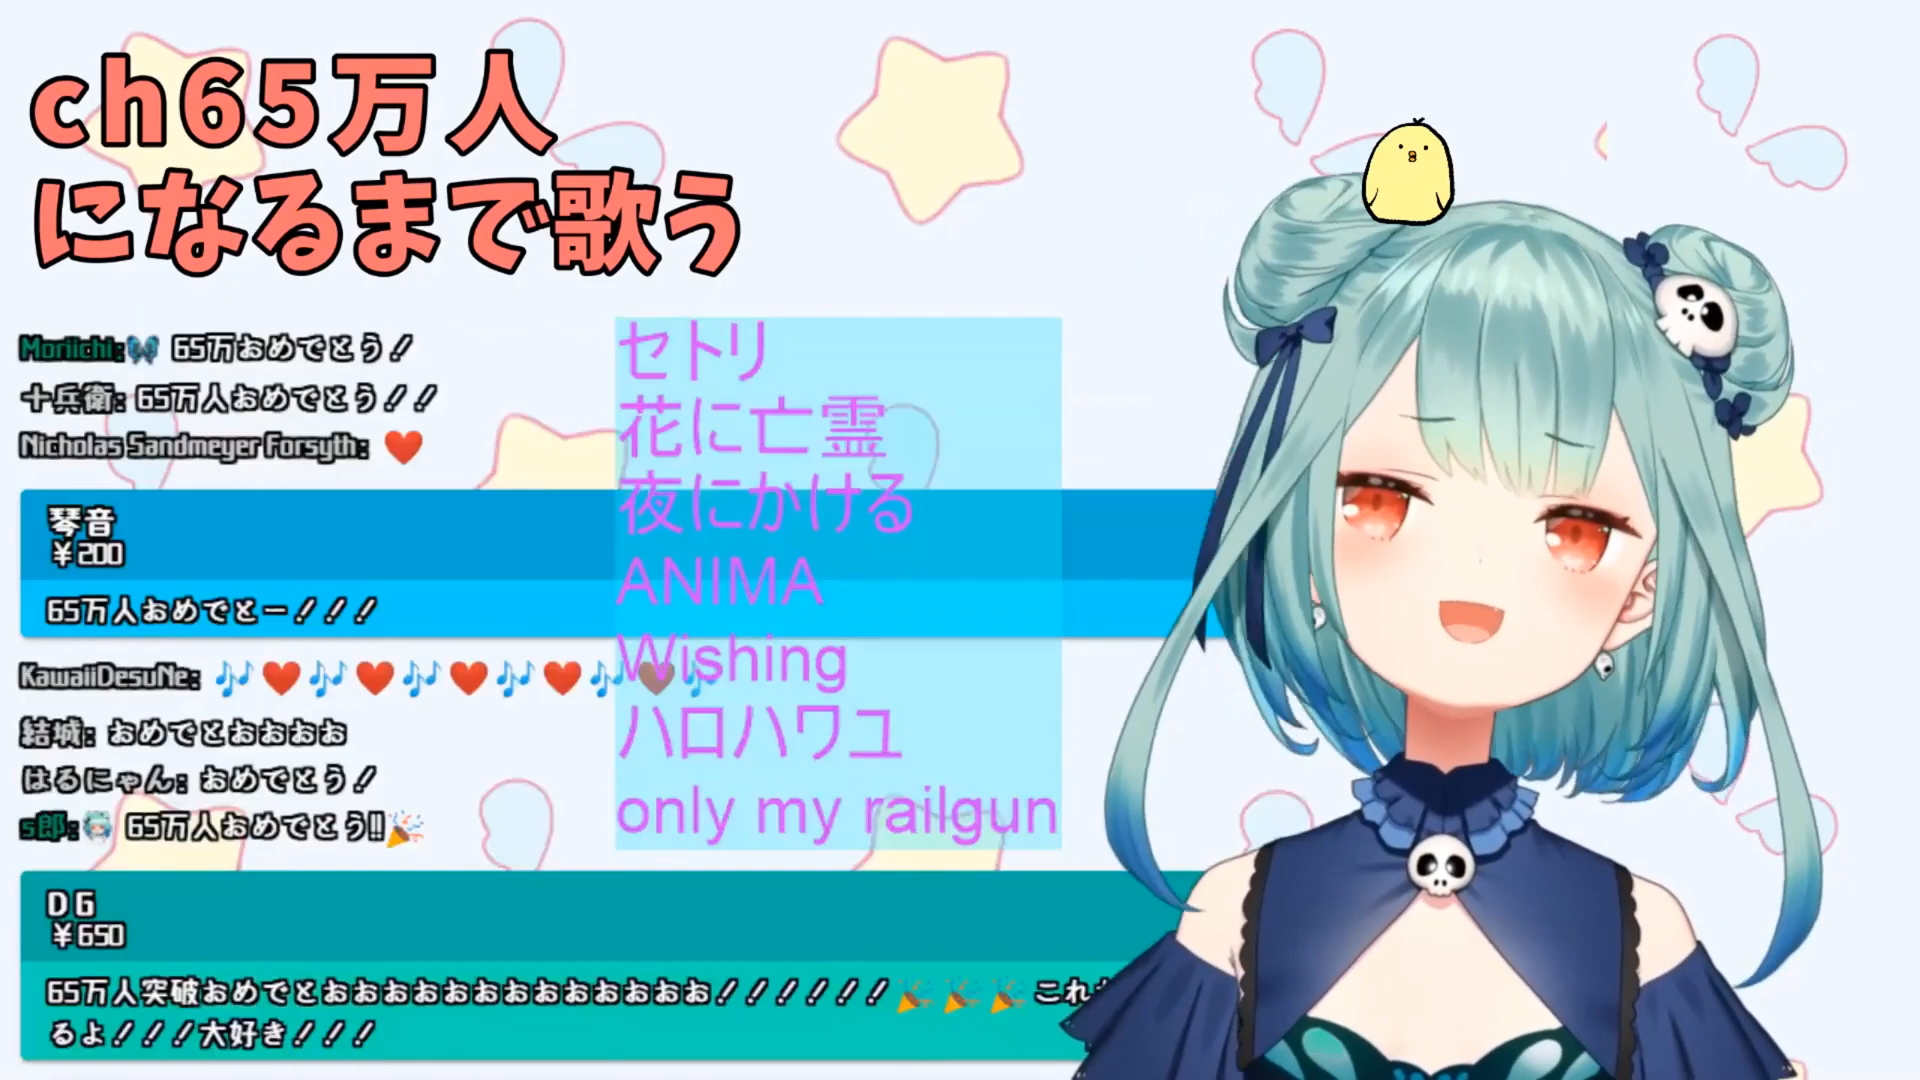 ch65万人
になるまで歌う
Moriichi: 65万おめでとう！
十兵衛: 65万人おめでとう！！
Nicholas Sandmeyer Forsyth: ❤
琴音
￥200
65万人おめでとー！！！
KawaiiDesuNe: 🎶❤🎶❤🎶❤🎶❤🎶❤🎶
結城: おめでとおおおお
はるにゃん: おめでとう！
s郎: 65万人おめでとう‼🎉
D G
￥650
65万人突破おめでとおおおおおおおおおおおおお！！！！！！🎉🎉🎉 これ
るよ！！！大好き！！！
セトリ
花に亡霊
夜にかける
ANIMA
Wishing
ハロハワユ
only my railgun